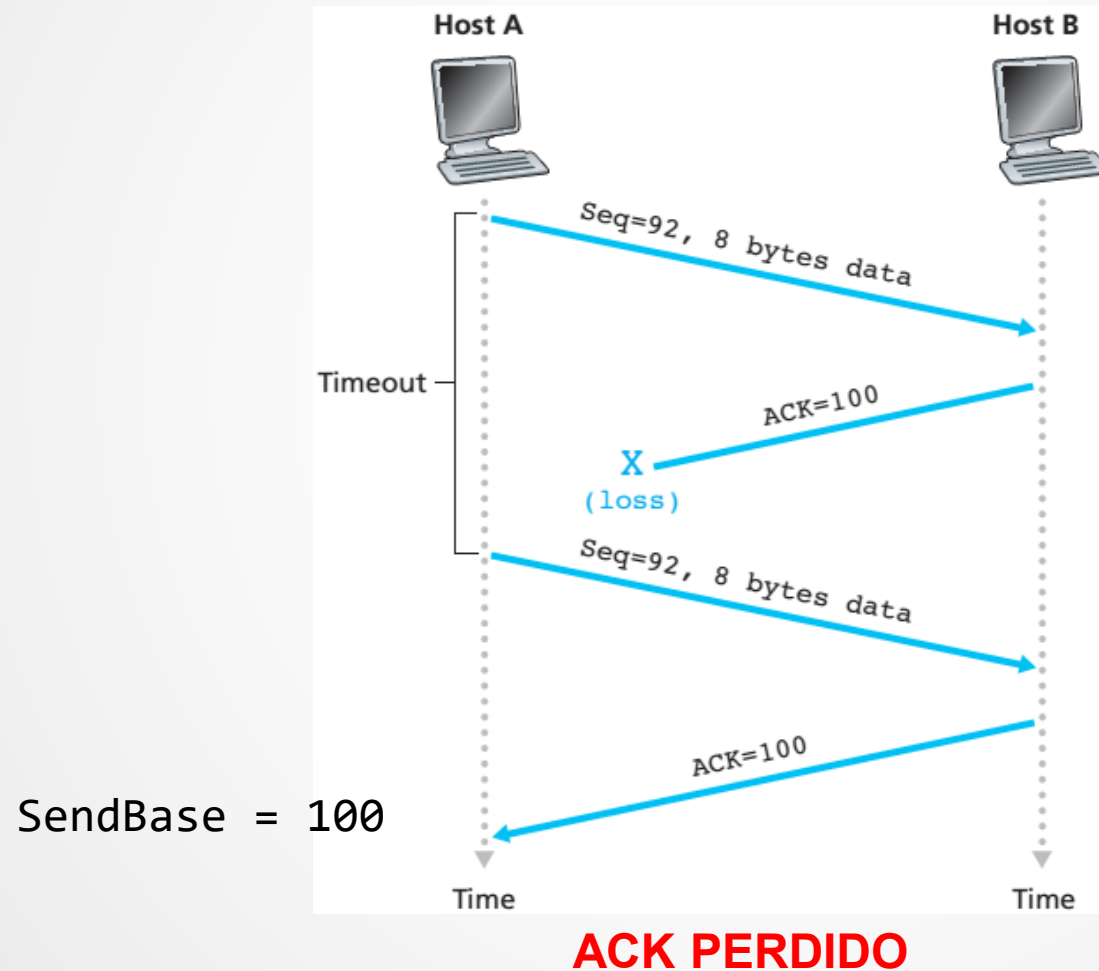 Host A
Host B
Seq=92, 8 bytes data
Timeout
ACK=100
X
(loss)
Seq=92, 8 bytes data
ACK=100
SendBase = 100
Time
Time
ACK PERDIDO